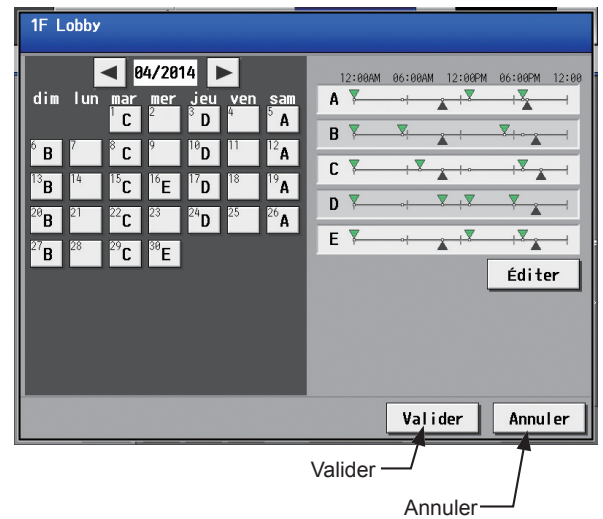 1F Lobby
04/2014
dim lun mar mer jeu ven sam
1 C 2 3 D 4 5 A
6 B 7 8 C 9 10 D 11 12 A
13 B 14 15 C 16 E 17 D 18 19 A
20 B 21 22 C 23 24 D 25 26 A
27 B 28 29 C 30 E
12:00AM 06:00AM 12:00PM 06:00PM 12:00
A
B
C
D
E
Éditer
Valider Annuler
Valider
Annuler